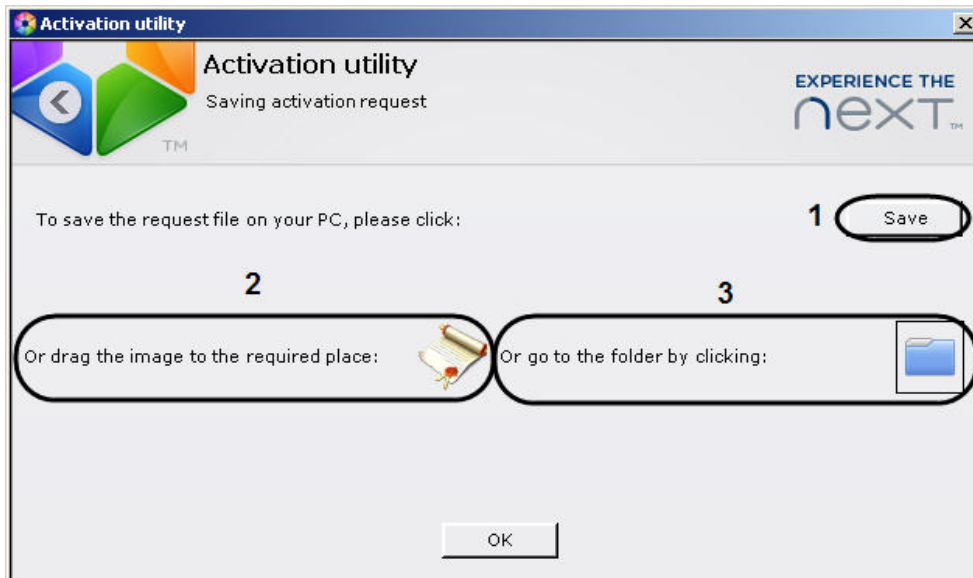 Activation utility
Activation utility
Saving activation request
EXPERIENCE THE
next™
TM
To save the request file on your PC, please click:
1
Save
2
3
Or drag the image to the required place:
Or go to the folder by clicking:
OK